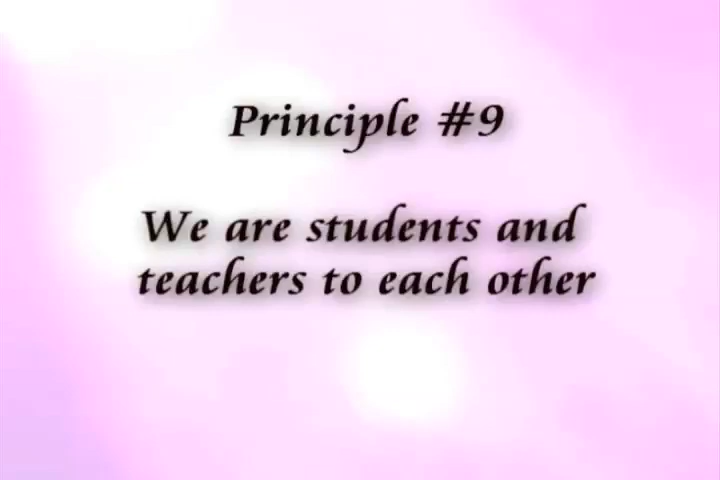 Principle #9
We are students and
teachers to each other